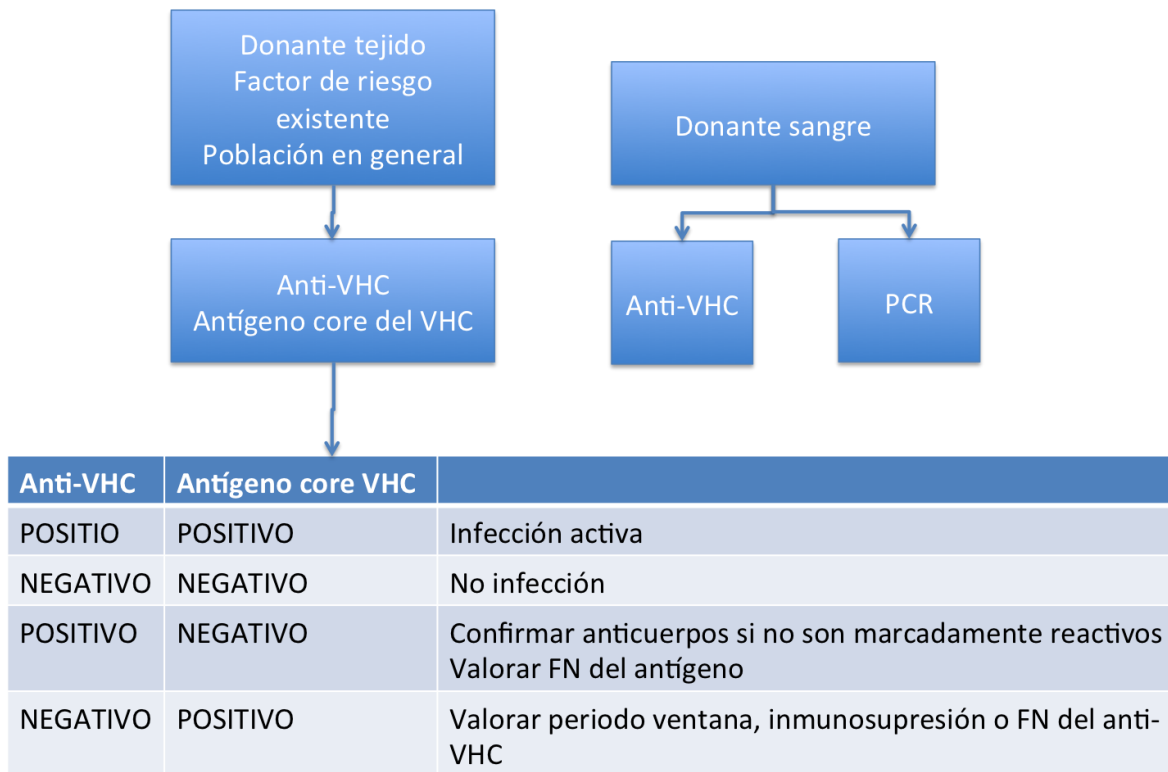 Donante tejido
Factor de riesgo
existente
Población en general
Donante sangre
Anti-VHC
Antígeno core del VHC
Anti-VHC
PCR
Anti-VHC Antígeno core VHC
POSITIO POSITIVO Infección activa
NEGATIVO NEGATIVO No infección
POSITIVO NEGATIVO Confirmar anticuerpos si no son marcadamente reactivos
Valorar FN del antígeno
NEGATIVO POSITIVO Valorar periodo ventana, inmunosupresión o FN del anti-
VHC